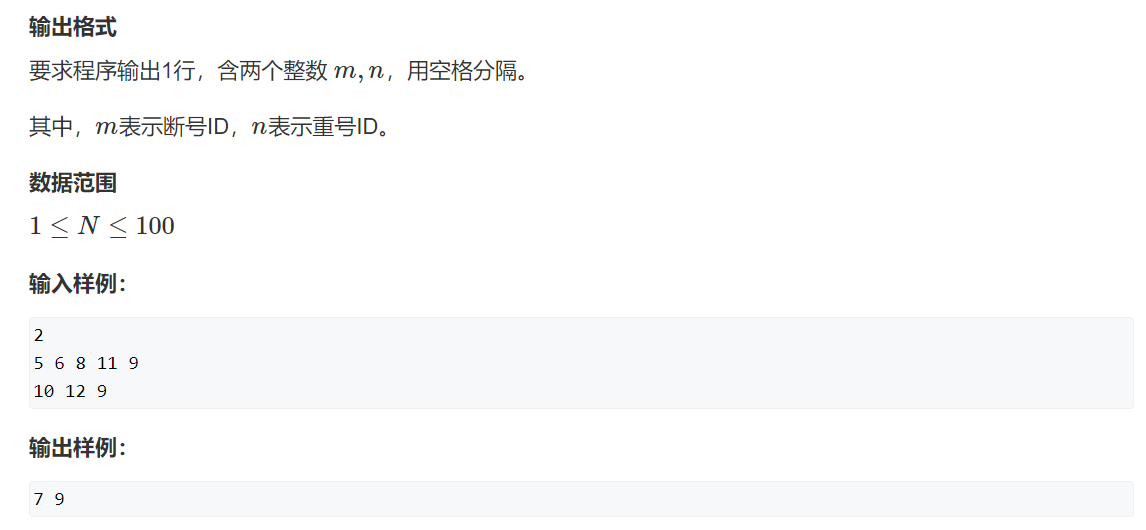 输出格式
要求程序输出1行，含两个整数 m, n，用空格分隔。
其中，m表示断号ID，n表示重号ID。
数据范围
1 ≤ N ≤ 100
输入样例：
2
5 6 8 11 9
10 12 9
输出样例：
7 9